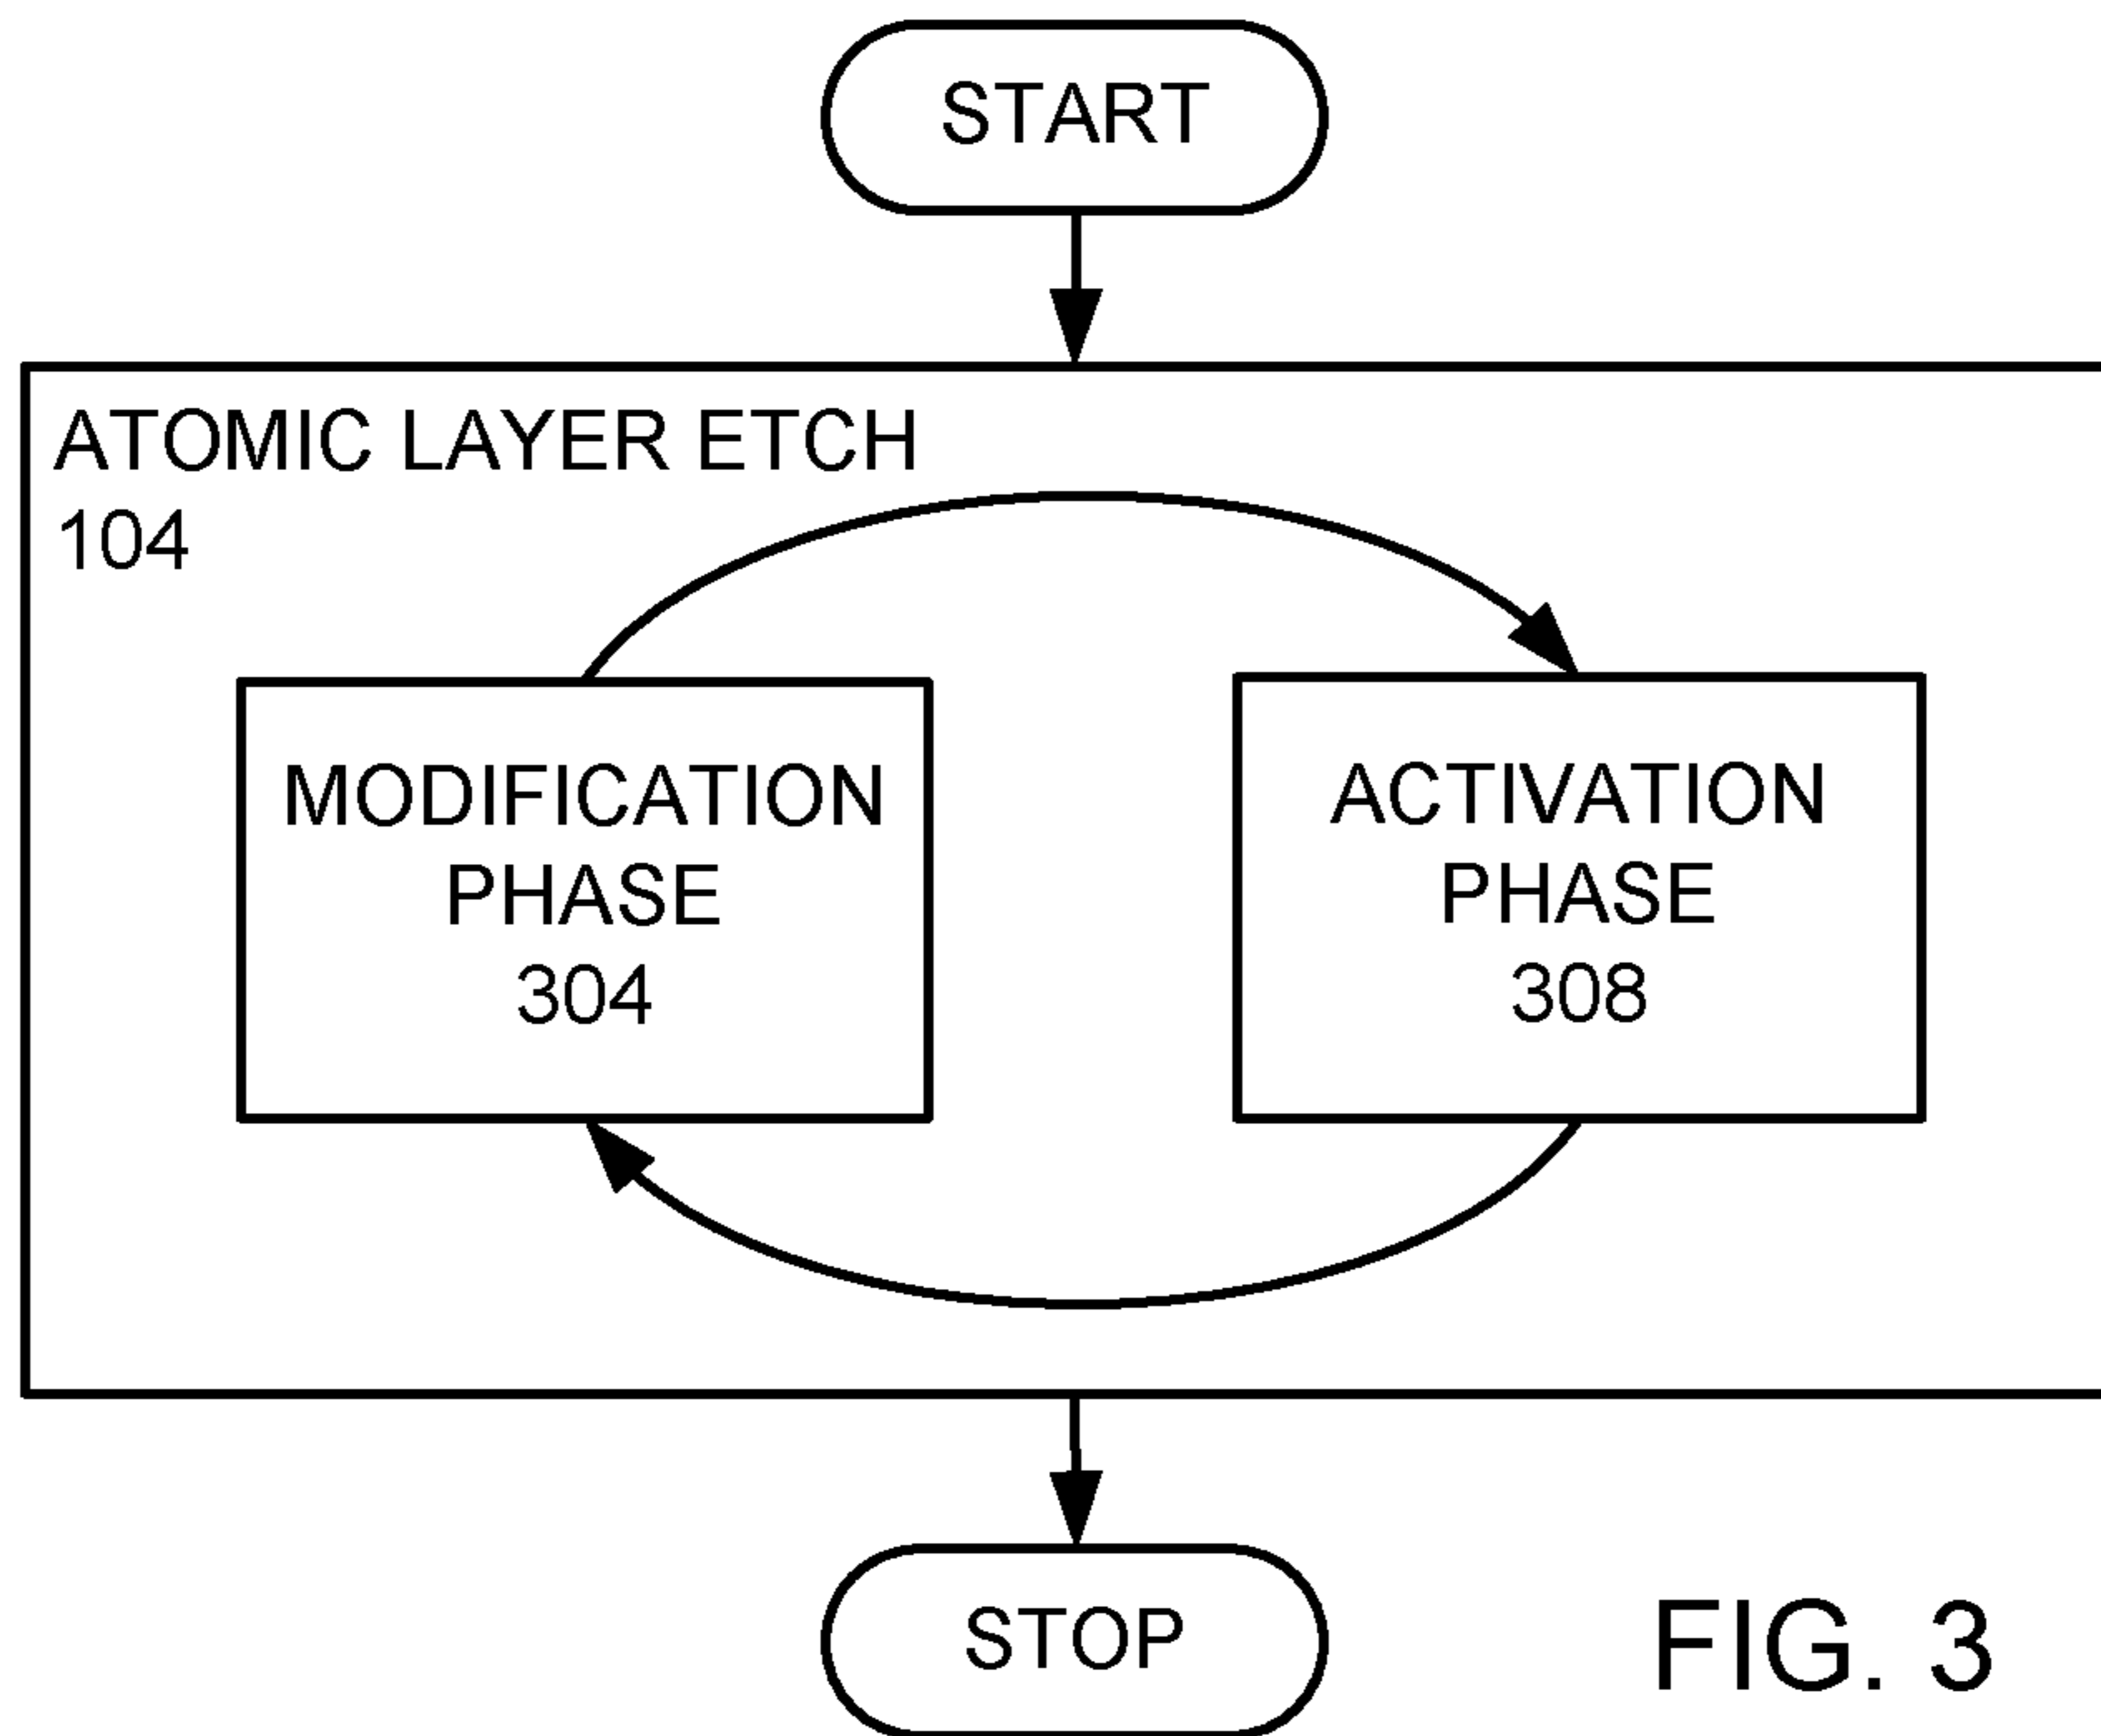 START
ATOMIC LAYER ETCH
104
MODIFICATION
PHASE
304
ACTIVATION
PHASE
308
STOP
FIG. 3